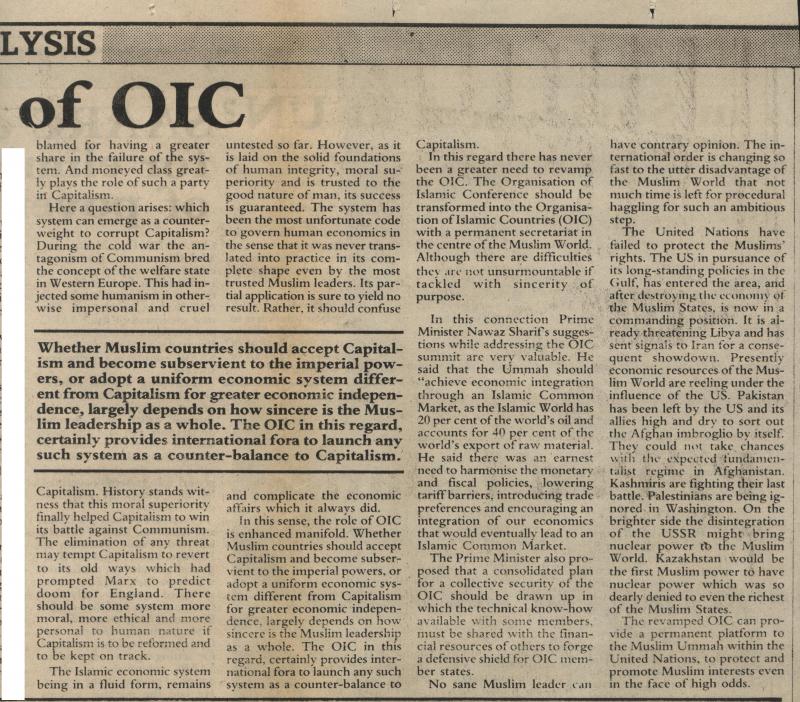 LYSIS
of OIC
blamed for having a greater
share in the failure of the sys-
tem. And moneyed class great-
ly plays the role of such a party
in Capitalism.
Here a question arises: which
system can emerge as a counter-
weight to corrupt Capitalism?
During the cold war the an-
tagonism of Communism bred
the concept of the welfare state
in Western Europe. This had in-
jected some humanism in other-
wise impersonal and cruel
Capitalism. History stands wit-
ness that this moral superiority
finally helped Capitalism to win
its battle against Communism.
The elimination of any threat
may tempt Capitalism to revert
to its old ways which had
prompted Marx to predict
doom for England. There
should be some system more
moral, more ethical and more
personal to human nature if
Capitalism is to be reformed and
to be kept on track.
The Islamic economic system
being in a fluid form, remains
untested so far. However, as it
is laid on the solid foundations
of human integrity, moral su-
periority and is trusted to the
good nature of man, its success
is guaranteed. The system has
been the most unfortunate code
to govern human economics in
the sense that it was never trans-
lated into practice in its com-
plete shape even by the most
trusted Muslim leaders. Its par-
tial application is sure to yield no
result. Rather, it should confuse
and complicate the economic
affairs which it always did.
In this sense, the role of OIC
is enhanced manifold. Whether
Muslim countries should accept
Capitalism and become subser-
vient to the imperial powers, or
adopt a uniform economic sys-
tem different from Capitalism
for greater economic indepen-
dence, largely depends on how
sincere is the Muslim leadership
as a whole. The OIC in this
regard, certainly provides inter-
national fora to launch any such
system as a counter-balance to
Whether Muslim countries should accept Capital-
ism and become subservient to the imperial pow-
ers, or adopt a uniform economic system differ-
ent from Capitalism for greater economic indepen-
dence, largely depends on how sincere is the Mus-
lim leadership as a whole. The OIC in this regard,
certainly provides international fora to launch any
such system as a counter-balance to Capitalism.
Capitalism.
In this regard there has never
been a greater need to revamp
the OIC. The Organisation of
Islamic Conference should be
transformed into the Organisa-
tion of Islamic Countries (OIC)
with a permanent secretariat in
the centre of the Muslim World.
Although there are difficulties
they are not unsurmountable if
tackled with sincerity of
purpose.
In this connection Prime
Minister Nawaz Sharif's sugges-
tions while addressing the OIC
summit are very valuable. He
said that the Ummah should
“achieve economic integration
through an Islamic Common
Market, as the Islamic World has
20 per cent of the world's oil and
accounts for 40 per cent of the
world's export of raw material.
He said there was an earnest
need to harmonise the monetary
and fiscal policies, lowering
tariff barriers, introducing trade
preferences and encouraging an
integration of our economics
that would eventually lead to an
Islamic Common Market.
The Prime Minister also pro-
posed that a consolidated plan
for a collective security of the
OIC should be drawn up in
which the technical know-how
available with some members,
must be shared with the finan-
cial resources of others to forge
a defensive shield for OIC mem-
ber states.
No sane Muslim leader can
have contrary opinion. The in-
ternational order is changing so
fast to the utter disadvantage of
the Muslim World that not
much time is left for procedural
haggling for such an ambitious
step.
The United Nations have
failed to protect the Muslims'
rights. The US in pursuance of
its long-standing policies in the
Gulf, has entered the area, and
after destroying the economy of
the Muslim States, is now in a
commanding position. It is al-
ready threatening Libya and has
sent signals to Iran for a conse-
quent showdown. Presently
economic resources of the Mus-
lim World are reeling under the
influence of the US. Pakistan
has been left by the US and its
allies high and dry to sort out
the Afghan imbroglio by itself.
They could not take chances
with the expected fundamen-
talist regime in Afghanistan.
Kashmiris are fighting their last
battle. Palestinians are being ig-
nored in Washington. On the
brighter side the disintegration
of the USSR might bring
nuclear power to the Muslim
World. Kazakhstan would be
the first Muslim power to have
nuclear power which was so
dearly denied to even the richest
of the Muslim States.
The revamped OIC can pro-
vide a permanent platform to
the Muslim Ummah within the
United Nations, to protect and
promote Muslim interests even
in the face of high odds.